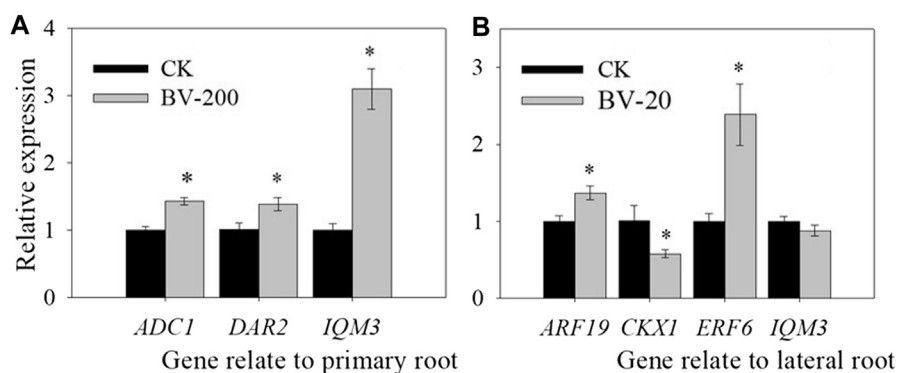 A
Relative expression
4
3
2
1
0
CK
BV-200
*
*
*
ADC1 DAR2 IQM3
Gene relate to primary root
B
3
2
1
0
CK
BV-20
*
*
*
ARF19 CKX1 ERF6 IQM3
Gene relate to lateral root